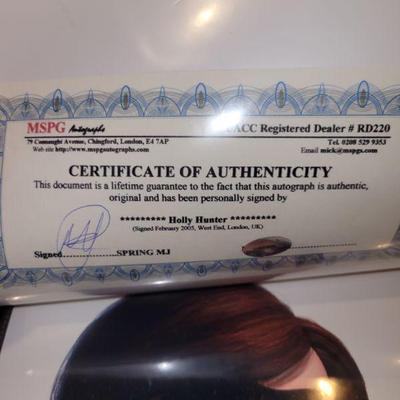 MSPG Autographs
ACC Registered Dealer # RD220
79 Connaught Avenue, Chingford, London, E4 7AP
Tel. 0208 529 9353
Web site http://www.mspgautographs.com
Email mick@mspgs.com
CERTIFICATE OF AUTHENTICITY
This document is a lifetime guarantee to the fact that this autograph is authentic,
original and has been personally signed by
********* Holly Hunter *********
(Signed February 2005, West End, London, UK)
Signed....................SPRING MJ